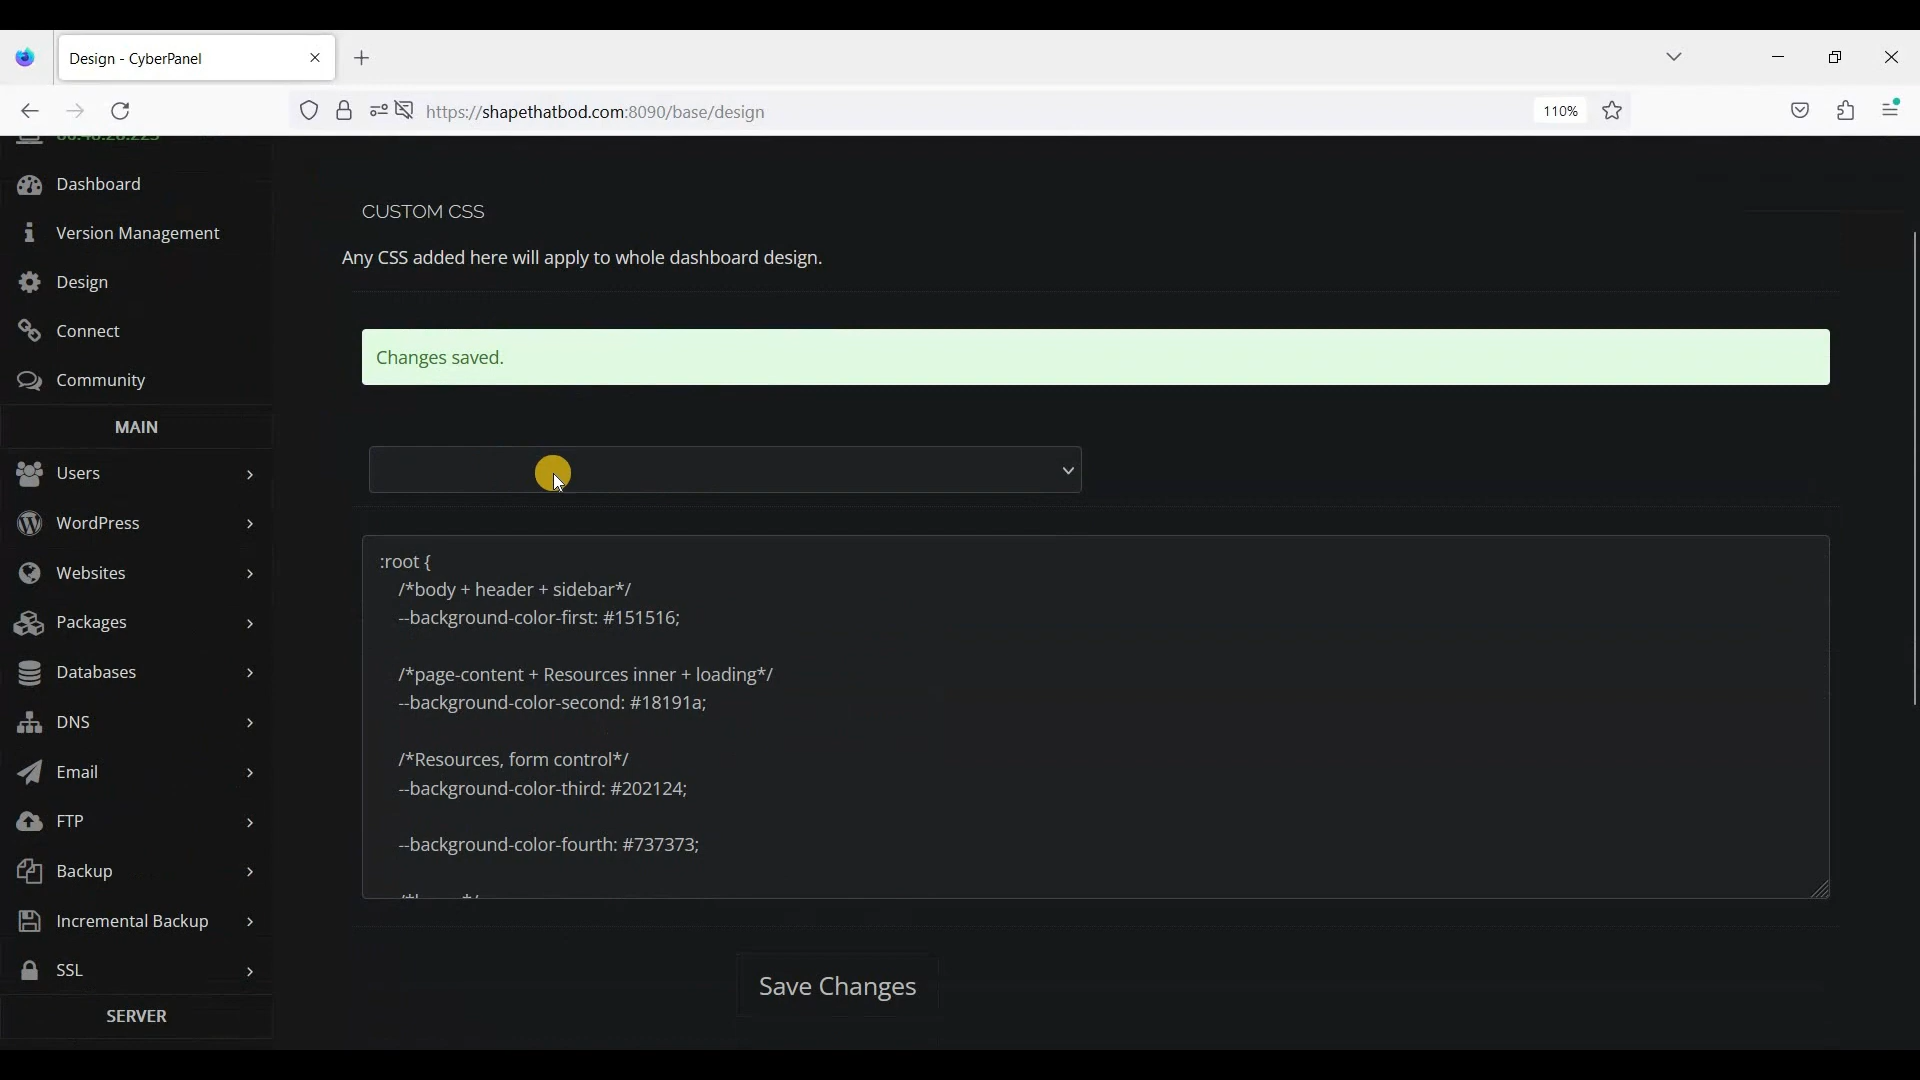 Design - CyberPanel
https://shapethatbod.com:8090/base/design
110%
Dashboard
Version Management
Design
Connect
Community
MAIN
Users
WordPress
Websites
Packages
Databases
DNS
Email
FTP
Backup
Incremental Backup
SSL
SERVER
CUSTOM CSS
Any CSS added here will apply to whole dashboard design.
Changes saved.
:root {
/*body + header + sidebar*/
--background-color-first: #151516;
/*page-content + Resources inner + loading*/
--background-color-second: #18191a;
/*Resources, form control*/
--background-color-third: #202124;
--background-color-fourth: #737373;
Save Changes